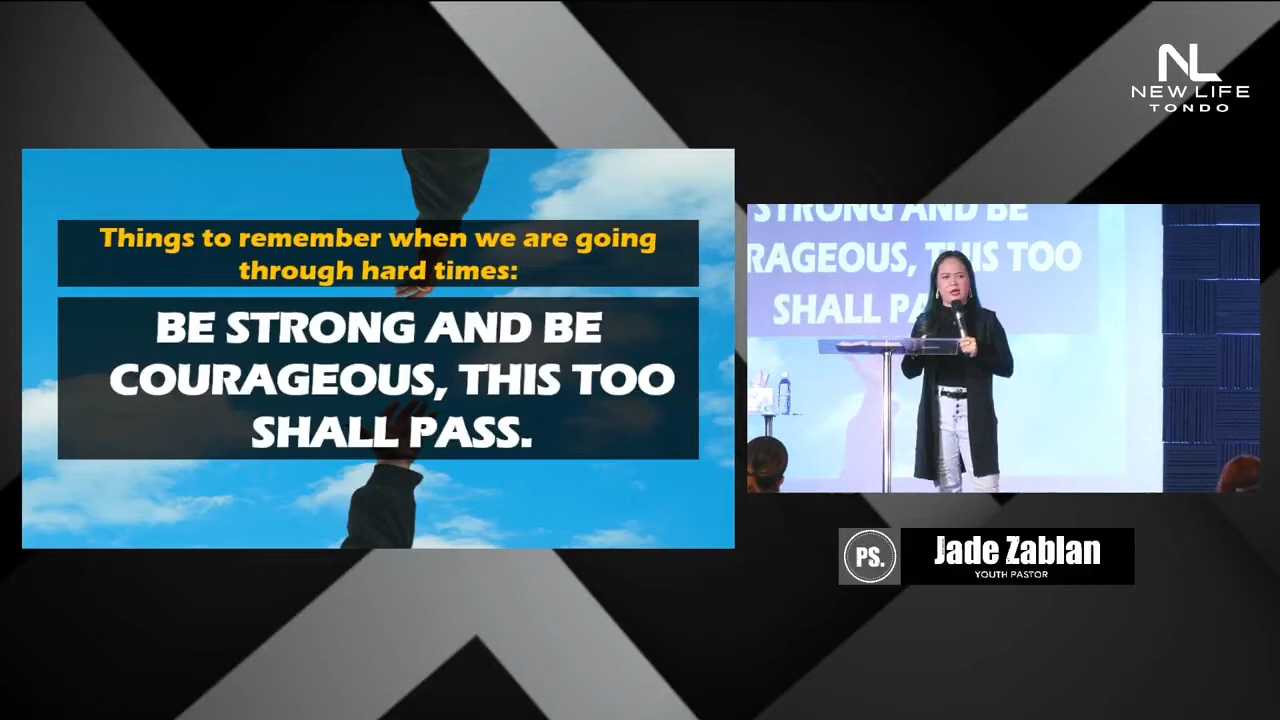 NL
NEW LIFE
TONDO
Things to remember when we are going
through hard times:
BE STRONG AND BE
COURAGEOUS, THIS TOO
SHALL PASS.
STRONG AND BE
RAGEOUS, THIS TOO
SHALL PA
PS.
Jade Zablan
YOUTH PASTOR